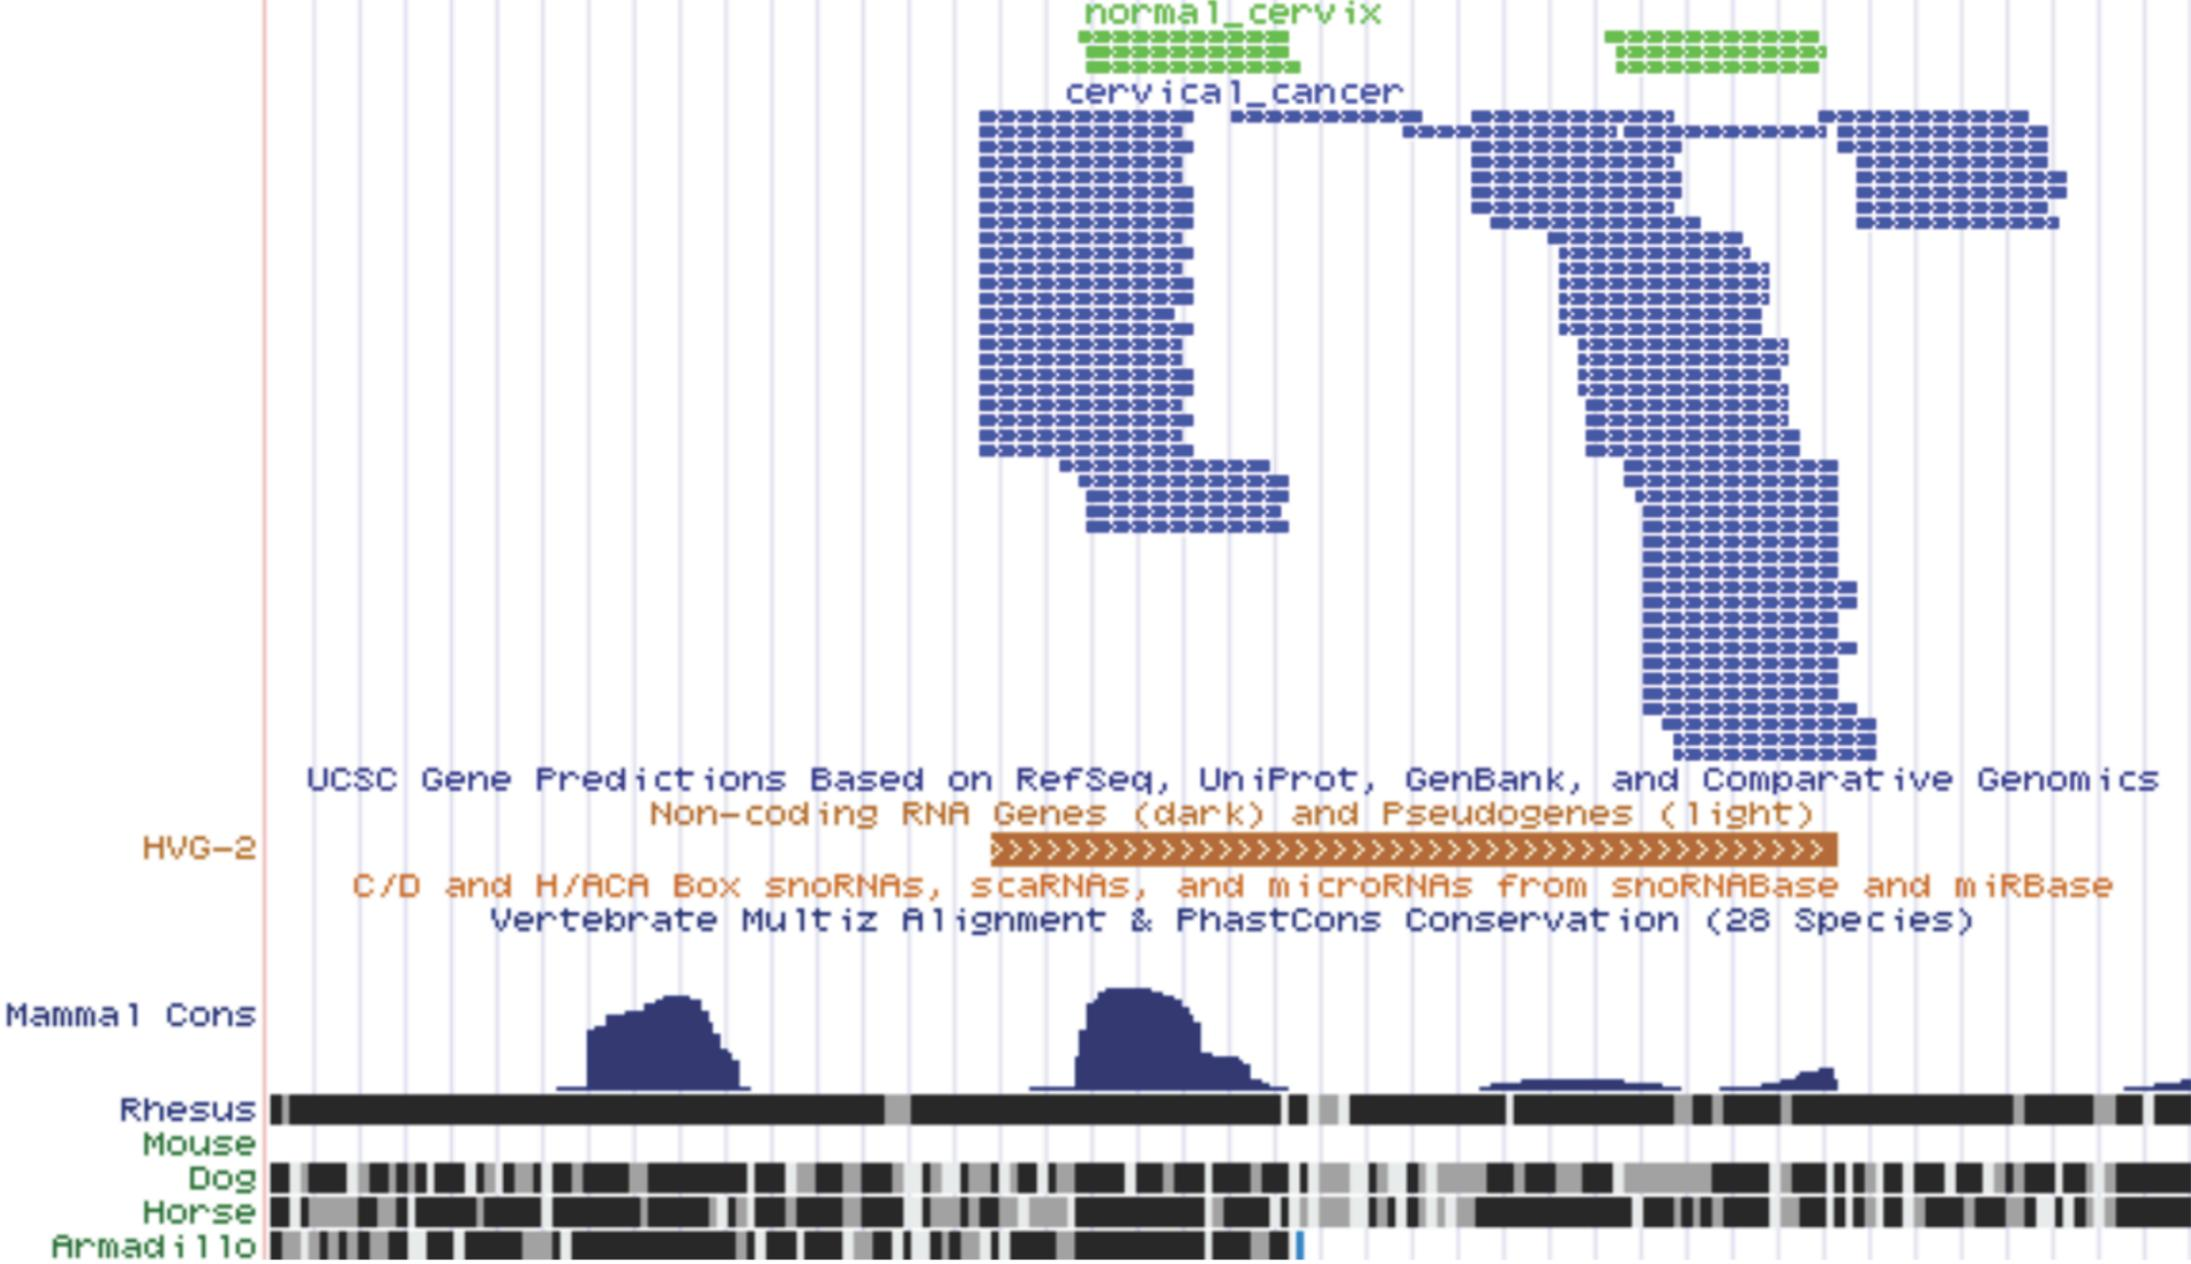 normal_cervix
cervical_cancer
UCSC Gene Predictions Based on RefSeq, UniProt, GenBank, and Comparative Genomics
Non-coding RNA Genes (dark) and Pseudogenes (light)
HVG-2
C/D and H/ACA Box snoRNAs, scaRNAs, and microRNAs from snoRNABase and miRBase
Vertebrate Multiz Alignment & PhastCons Conservation (28 Species)
Mammal Cons
Rhesus
Mouse
Dog
Horse
Armadillo